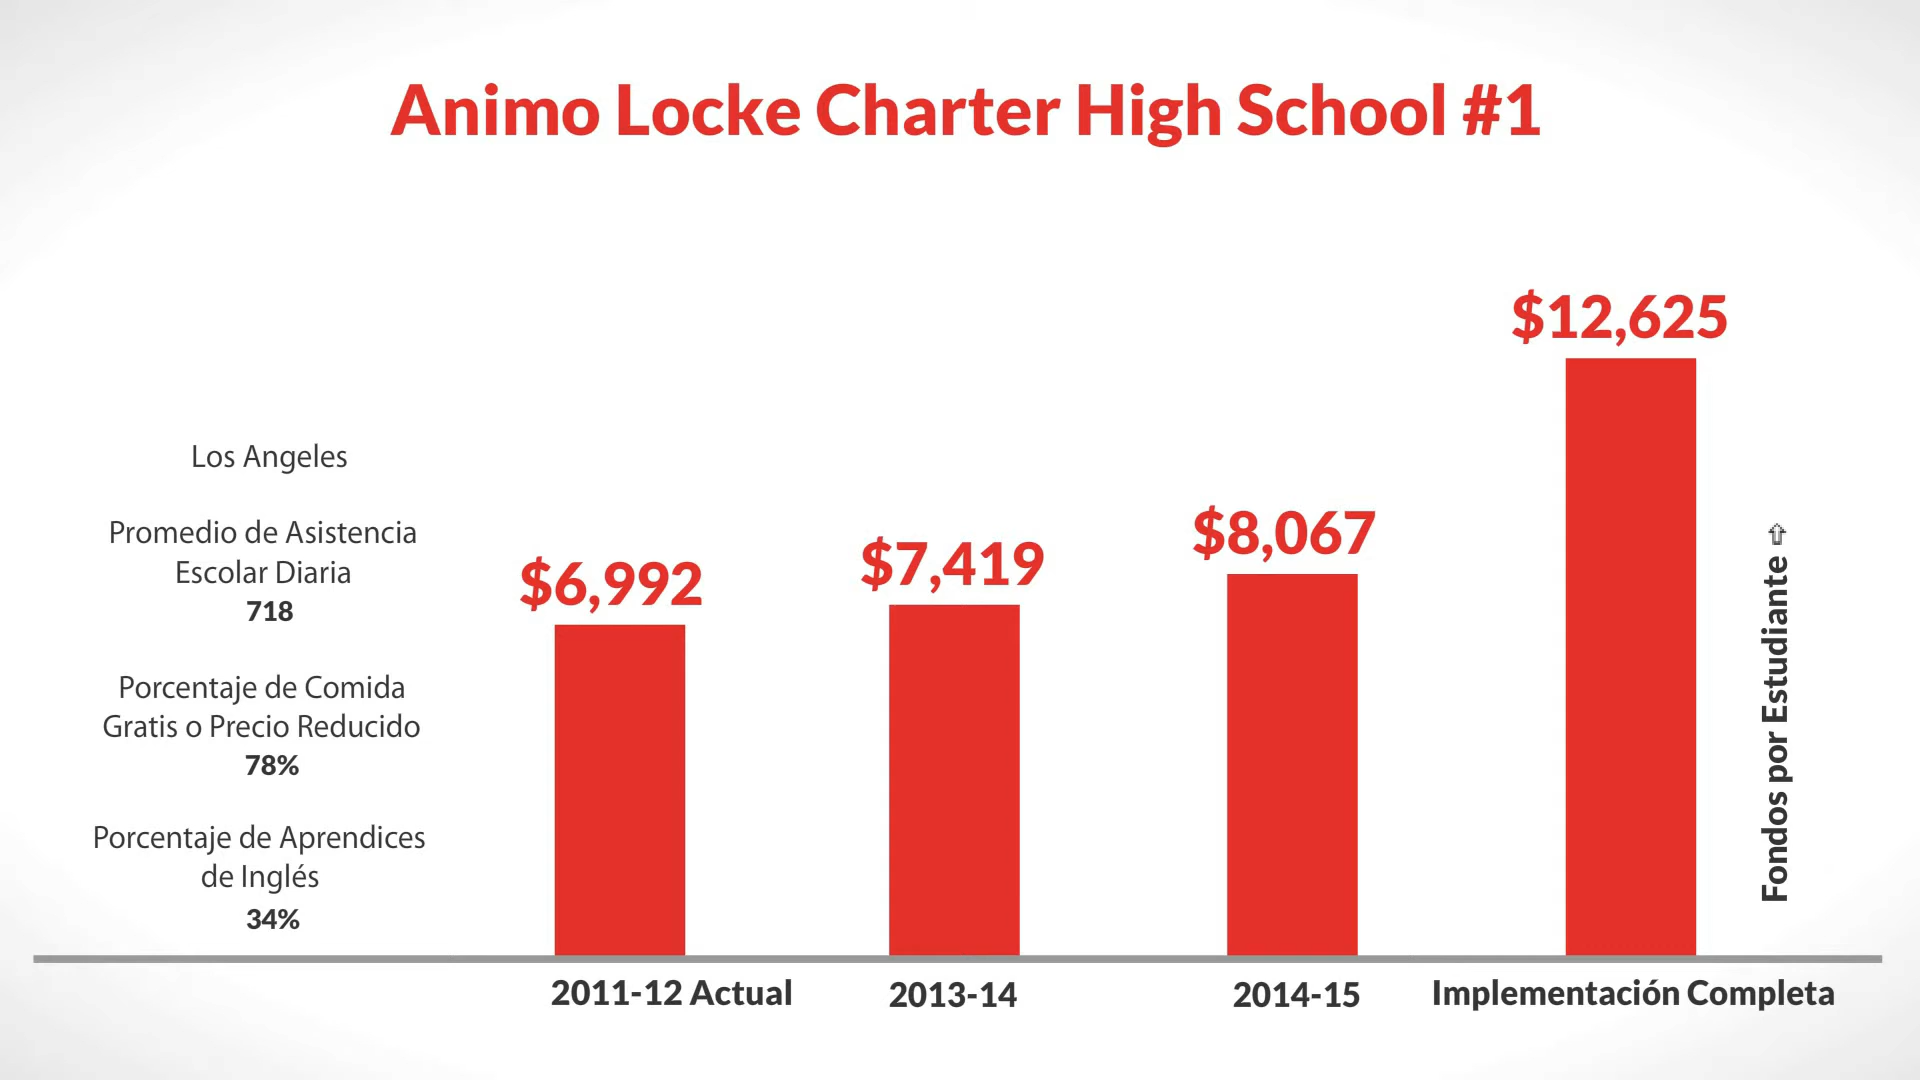 Animo Locke Charter High School #1
Los Angeles
Promedio de Asistencia
Escolar Diaria
718
Porcentaje de Comida
Gratis o Precio Reducido
78%
Porcentaje de Aprendices
de Inglés
34%
$6,992
$7,419
$8,067
$12,625
Fondos por Estudiante ⇧
2011-12 Actual
2013-14
2014-15
Implementación Completa